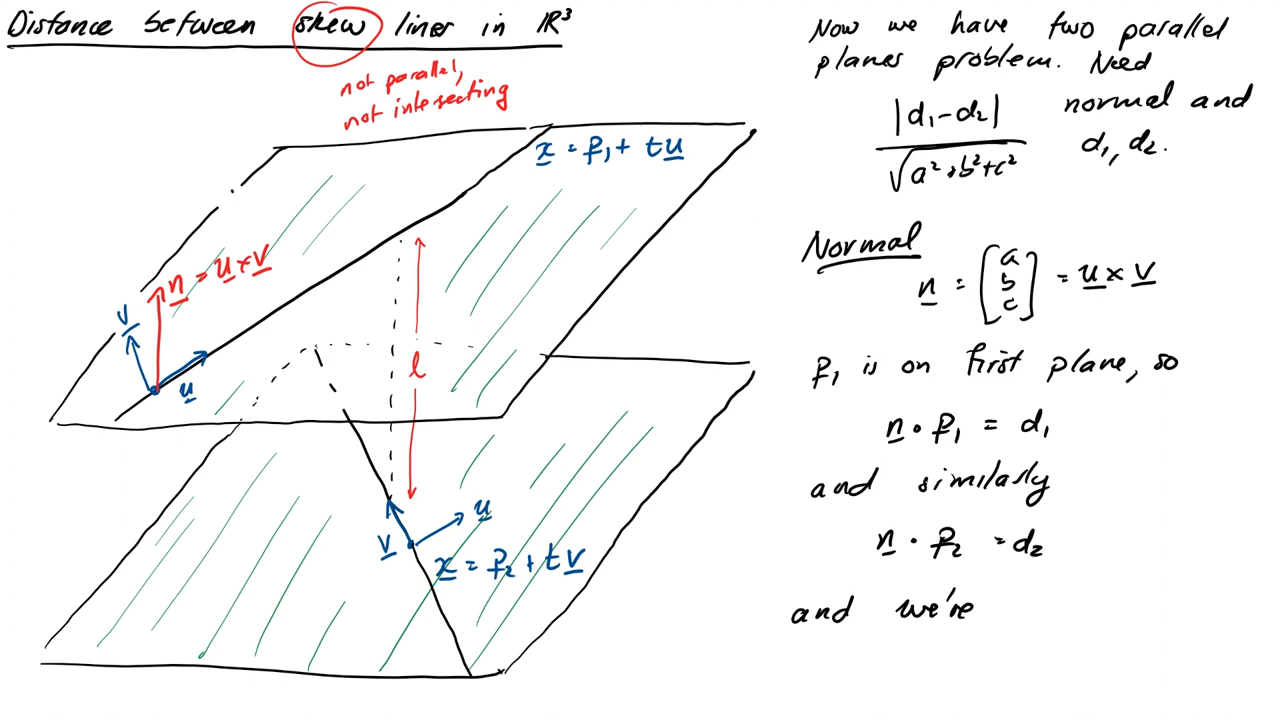 Distance between skew lines in ℝ³
not parallel,
not intersecting
x = p₁ + tu
n = u × v
v
u
l
u
v
x = p₂ + tv
Now we have two parallel
planes problem. Need
|d₁-d₂| normal and
√a²+b²+c² d₁, d₂.
Normal
n = [a b c] = u × v
p₁ is on first plane, so
n • p₁ = d₁
and similarly
n • p₂ = d₂
and we're